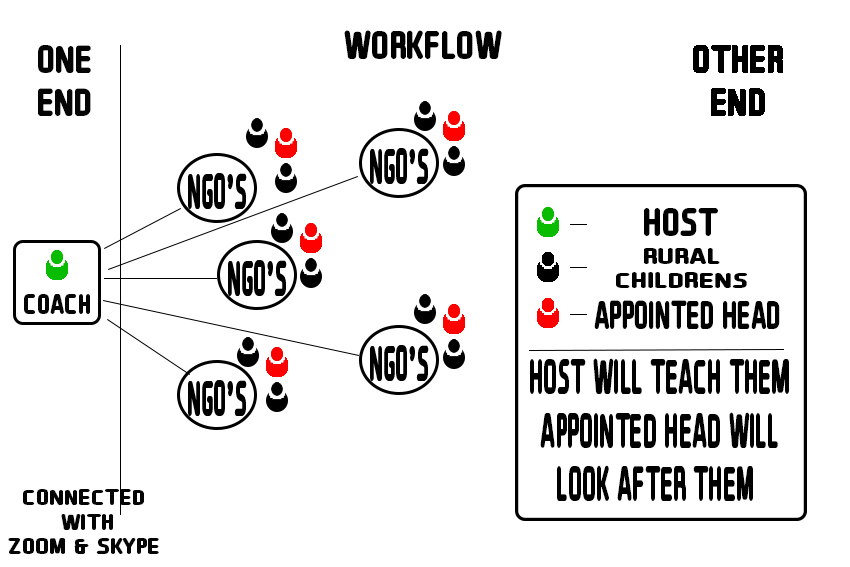 WORKFLOW
ONE
END
OTHER
END
NGO'S
NGO'S
NGO'S
NGO'S
NGO'S
COACH
HOST
RURAL
CHILDRENS
APPOINTED HEAD
HOST WILL TEACH THEM
APPOINTED HEAD WILL
LOOK AFTER THEM
CONNECTED
WITH
ZOOM & SKYPE